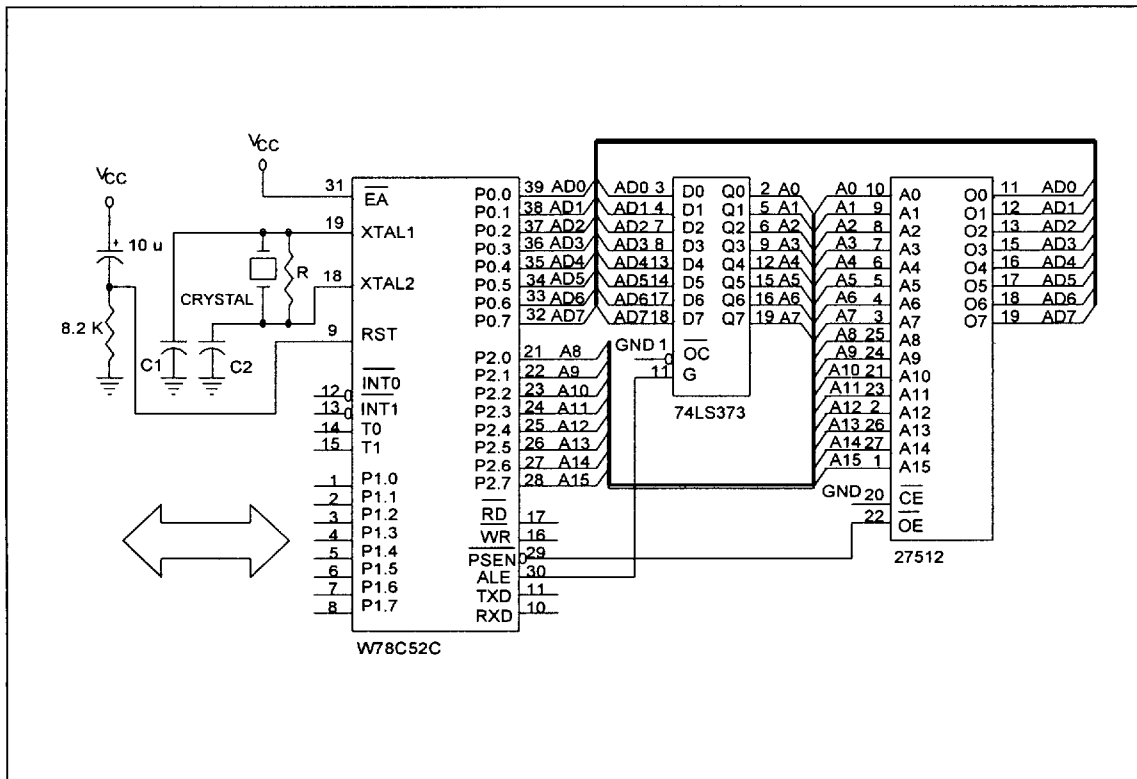 VCC
10 u
8.2 K
C1
C2
VCC
CRYSTAL
R
31 EA
19 XTAL1
18 XTAL2
9 RST
12 INT0
13 INT1
14 T0
15 T1
1 P1.0
2 P1.1
3 P1.2
4 P1.3
5 P1.4
6 P1.5
7 P1.6
8 P1.7
P0.0 39 AD0
P0.1 38 AD1
P0.2 37 AD2
P0.3 36 AD3
P0.4 35 AD4
P0.5 34 AD5
P0.6 33 AD6
P0.7 32 AD7
P2.0 21 A8
P2.1 22 A9
P2.2 23 A10
P2.3 24 A11
P2.4 25 A12
P2.5 26 A13
P2.6 27 A14
P2.7 28 A15
RD 17
WR 16
PSEN 29
ALE 30
TXD 11
RXD 10
W78C52C
AD0 3 D0 Q0 2 A0
AD1 4 D1 Q1 5 A1
AD2 7 D2 Q2 6 A2
AD3 8 D3 Q3 9 A3
AD4 13 D4 Q4 12 A4
AD5 14 D5 Q5 15 A5
AD6 17 D6 Q6 16 A6
AD7 18 D7 Q7 19 A7
GND 1 OC
11 G
74LS373
A0 10 A0 O0 11 AD0
A1 9 A1 O1 12 AD1
A2 8 A2 O2 13 AD2
A3 7 A3 O3 15 AD3
A4 6 A4 O4 16 AD4
A5 5 A5 O5 17 AD5
A6 4 A6 O6 18 AD6
A7 3 A7 O7 19 AD7
A8 25 A8
A9 24 A9
A10 21 A10
A11 23 A11
A12 2 A12
A13 26 A13
A14 27 A14
A15 1 A15
GND 20 CE
22 OE
27512